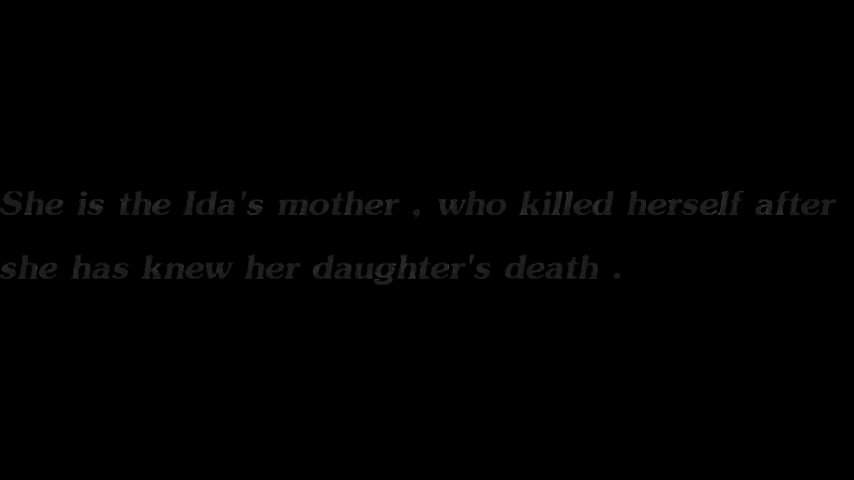 She is the Ida's mother , who killed herself after
she has knew her daughter's death .